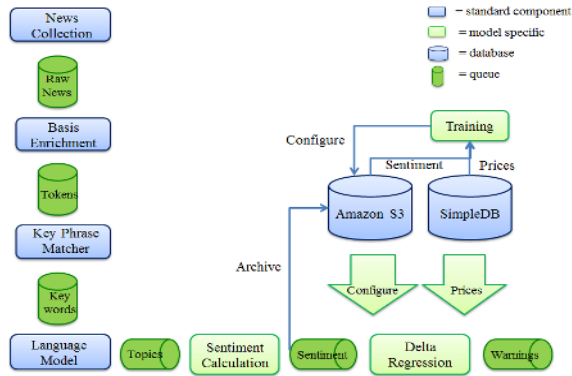 News
Collection
Raw
News
Basis
Enrichment
Tokens
Key Phrase
Matcher
Key
words
Language
Model
Topics
Sentiment
Calculation
Sentiment
Delta
Regression
Warnings
= standard component
= model specific
= database
= queue
Training
Configure
Sentiment
Prices
Amazon S3
SimpleDB
Archive
Configure
Prices